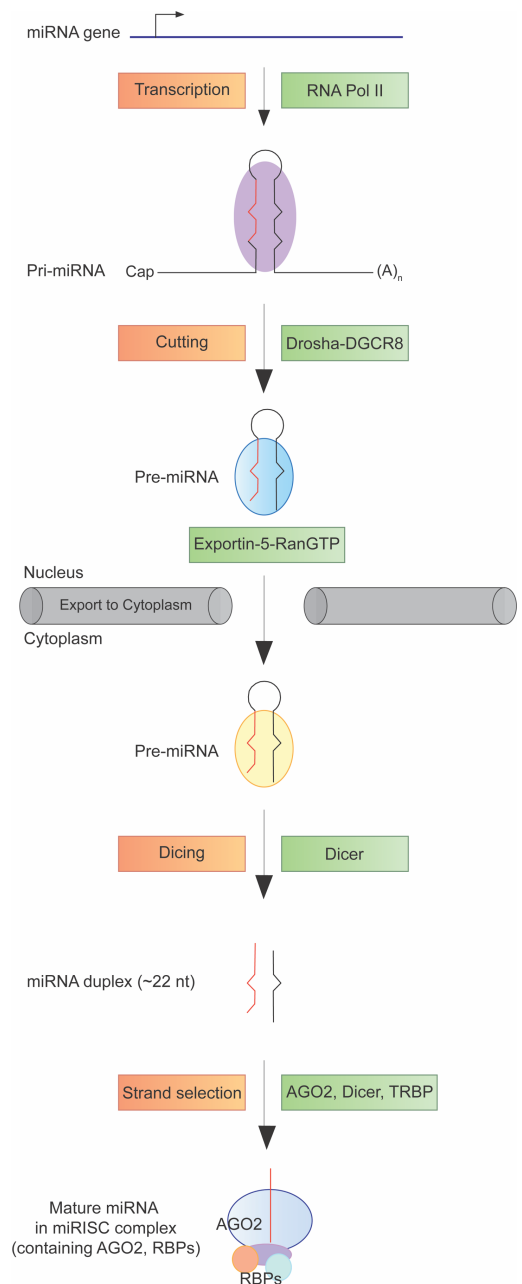 miRNA gene
Transcription
RNA Pol II
Pri-miRNA
Cap
(A)n
Cutting
Drosha-DGCR8
Pre-miRNA
Exportin-5-RanGTP
Nucleus
Export to Cytoplasm
Cytoplasm
Pre-miRNA
Dicing
Dicer
miRNA duplex (~22 nt)
Strand selection
AGO2, Dicer, TRBP
Mature miRNA
in miRISC complex
(containing AGO2, RBPs)
AGO2
RBPs